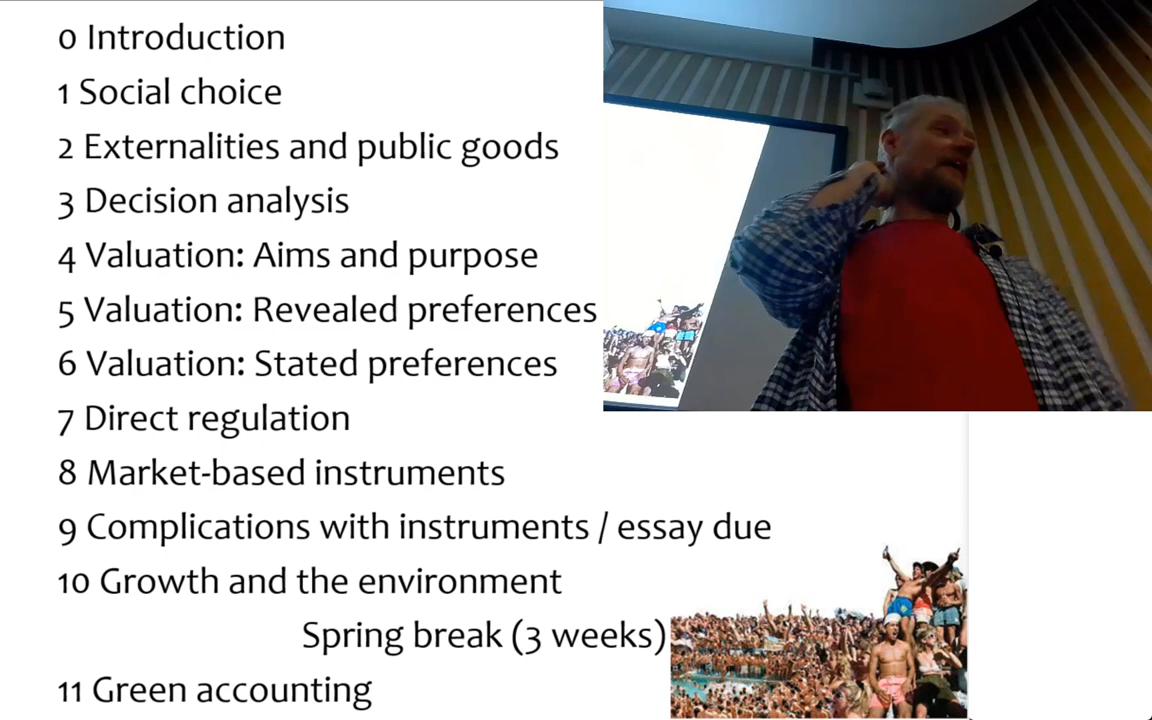 0 Introduction
1 Social choice
2 Externalities and public goods
3 Decision analysis
4 Valuation: Aims and purpose
5 Valuation: Revealed preferences
6 Valuation: Stated preferences
7 Direct regulation
8 Market-based instruments
9 Complications with instruments / essay due
10 Growth and the environment
Spring break (3 weeks)
11 Green accounting